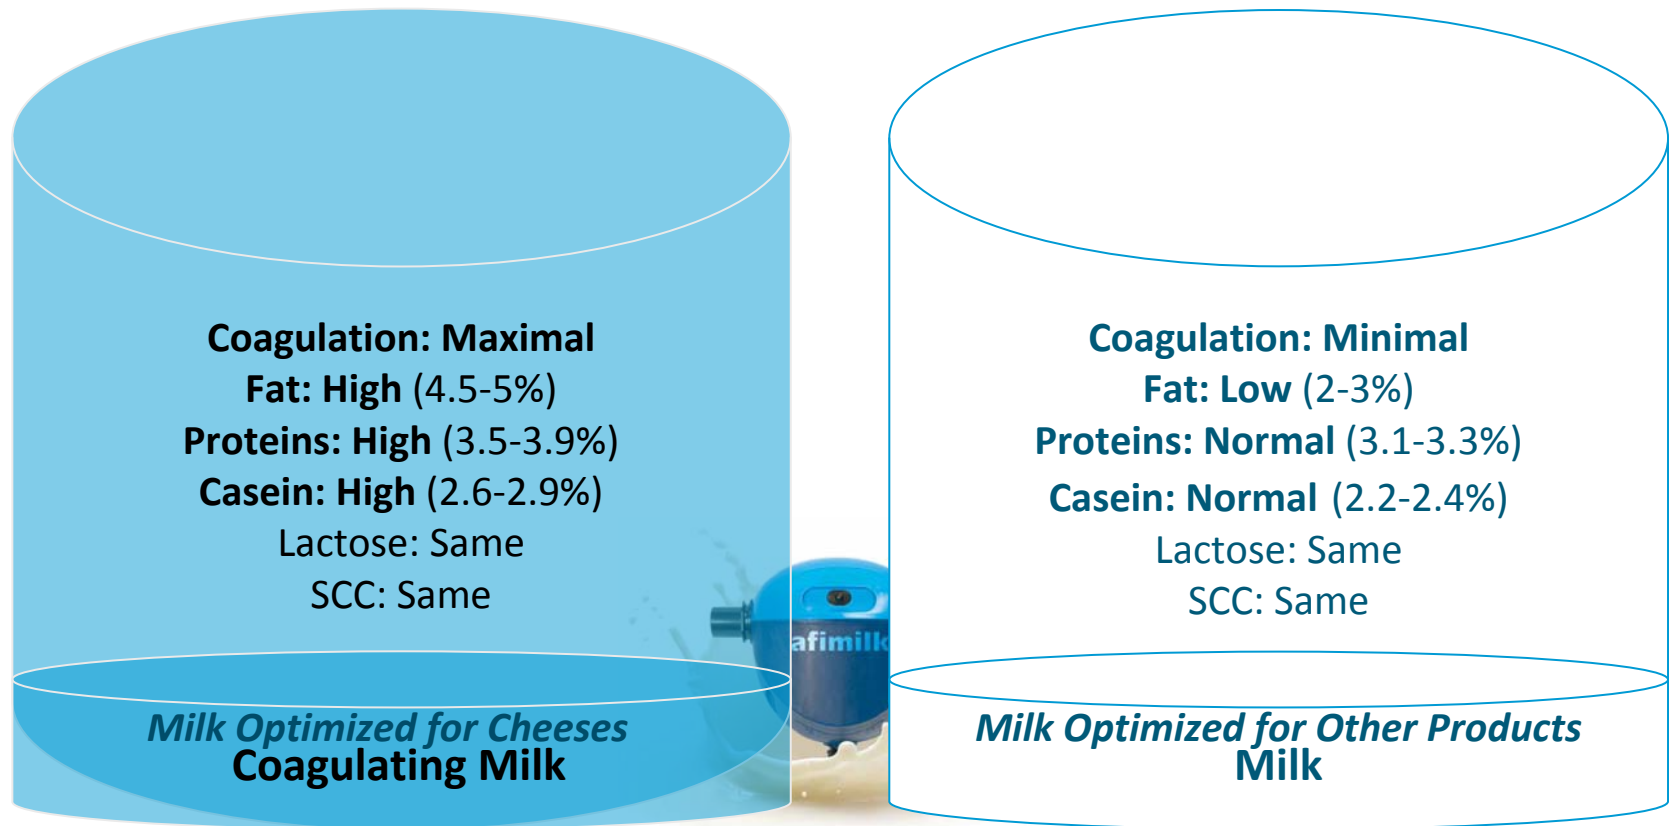 Coagulation: Maximal
Fat: High (4.5-5%)
Proteins: High (3.5-3.9%)
Casein: High (2.6-2.9%)
Lactose: Same
SCC: Same
Milk Optimized for Cheeses
Coagulating Milk
afimilk
Coagulation: Minimal
Fat: Low (2-3%)
Proteins: Normal (3.1-3.3%)
Casein: Normal (2.2-2.4%)
Lactose: Same
SCC: Same
Milk Optimized for Other Products
Milk